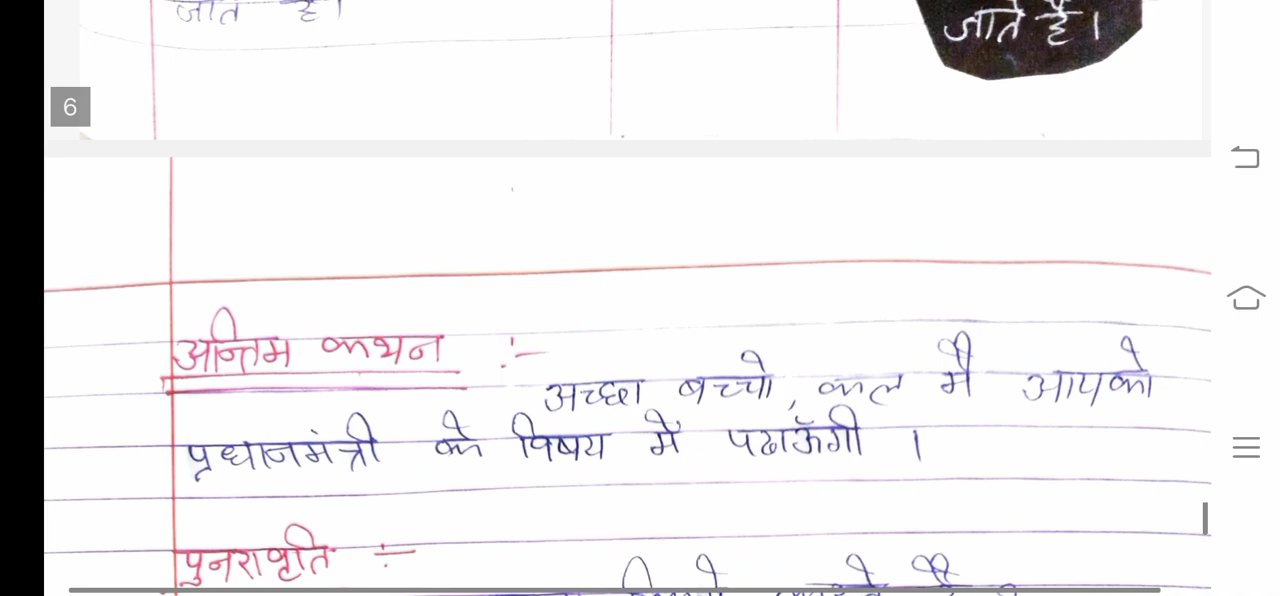 जाते है।
जाते है।
6
अन्तिम कथन :-
अच्छा बच्चो, कल मै आपको
प्रधानमंत्री के विषय में पढाऊँगी ।
पुनरावृति :-